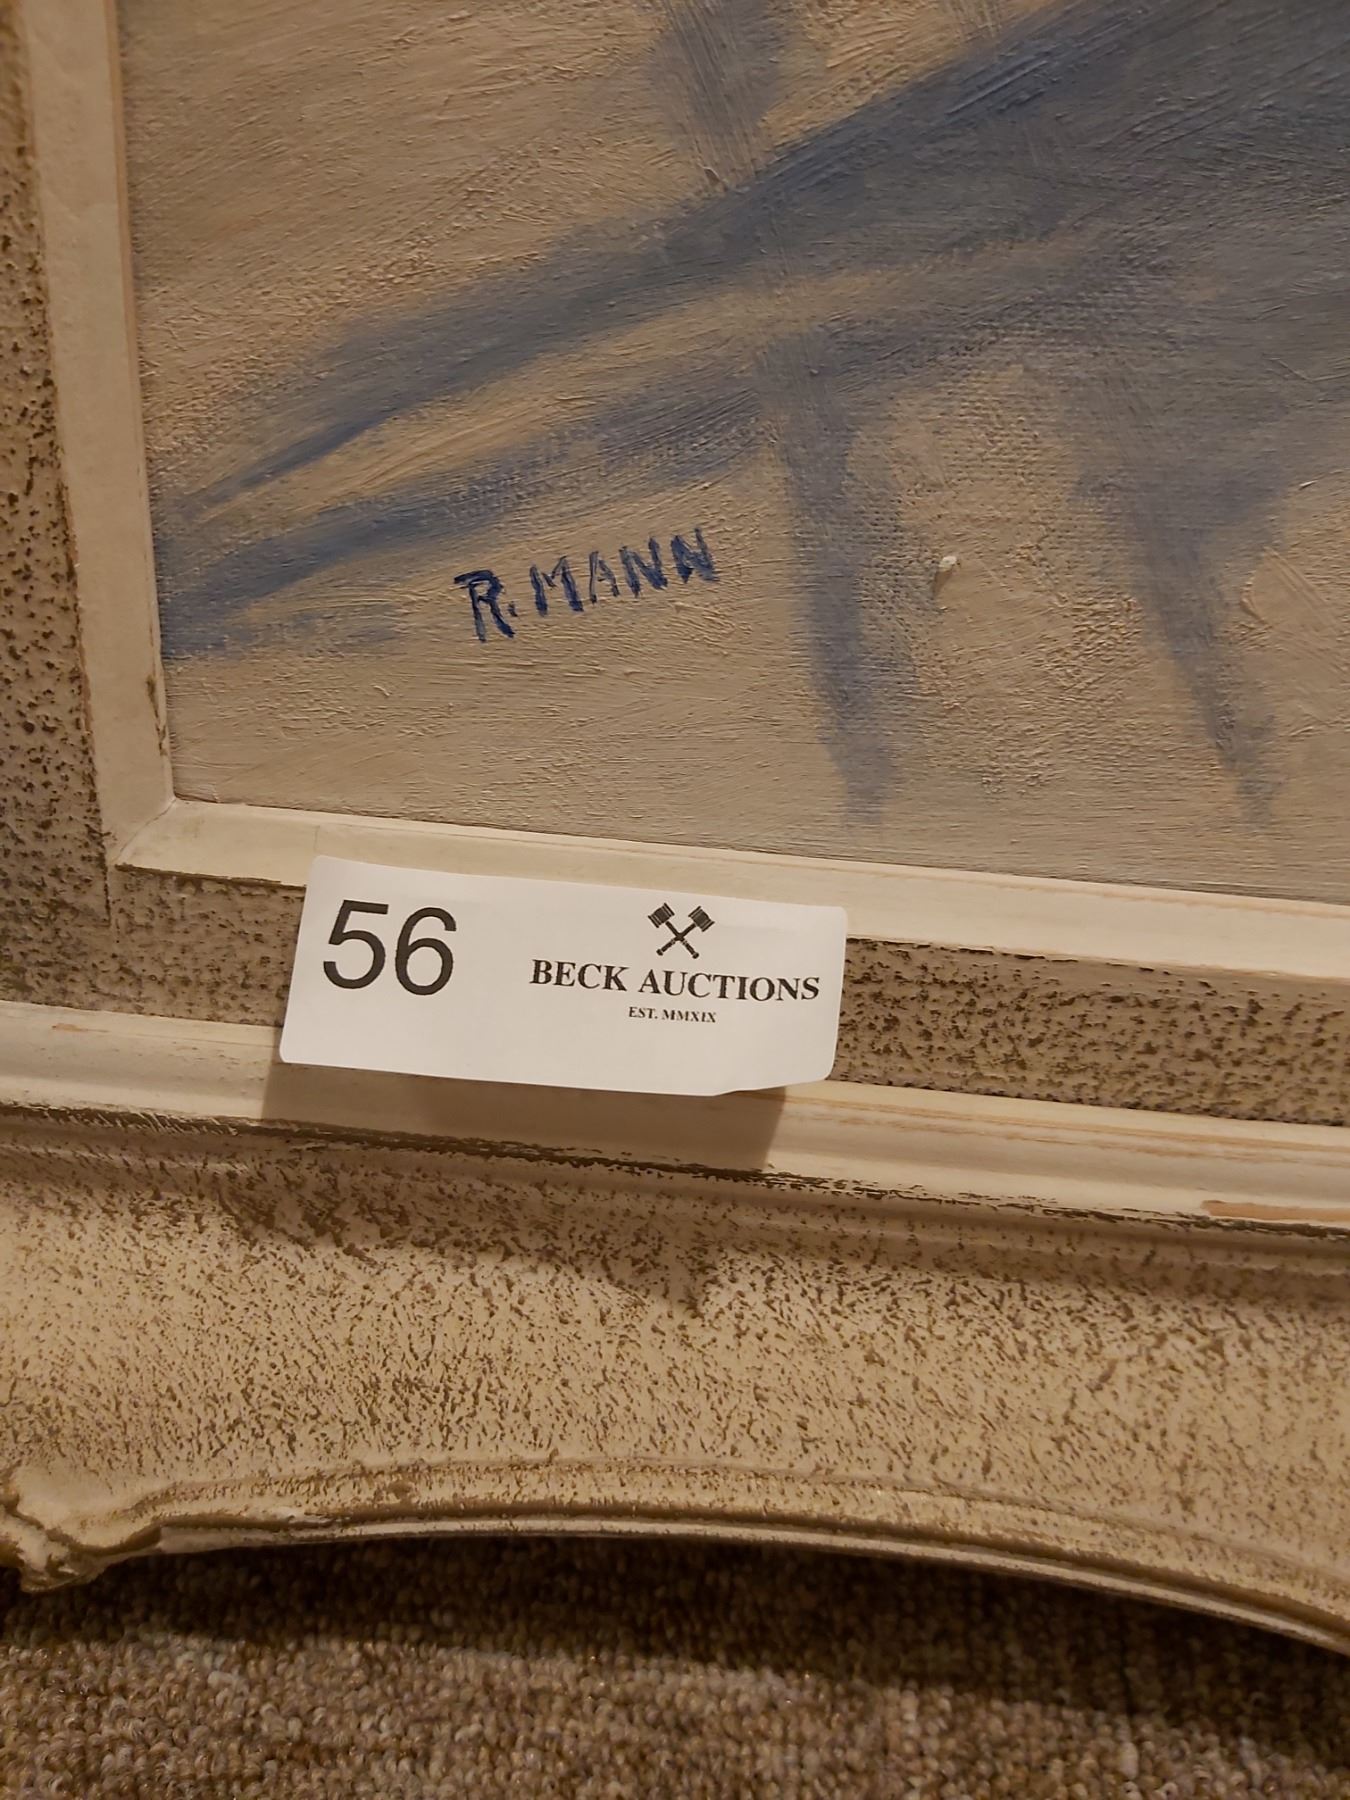 R. MANN
56
BECK AUCTIONS
EST. MMXIX